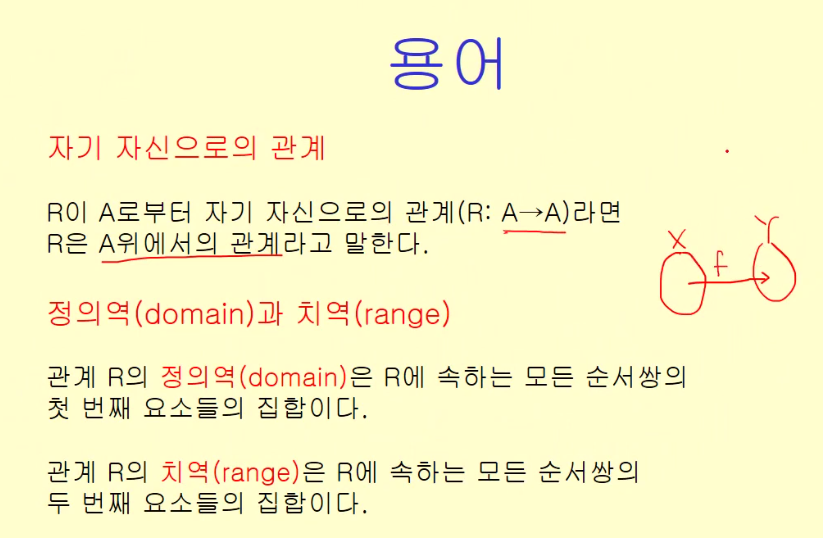 용어
자기 자신으로의 관계
R이 A로부터 자기 자신으로의 관계(R: A→A)라면
R은 A위에서의 관계라고 말한다.
X f Y
정의역(domain)과 치역(range)
관계 R의 정의역(domain)은 R에 속하는 모든 순서쌍의
첫 번째 요소들의 집합이다.
관계 R의 치역(range)은 R에 속하는 모든 순서쌍의
두 번째 요소들의 집합이다.